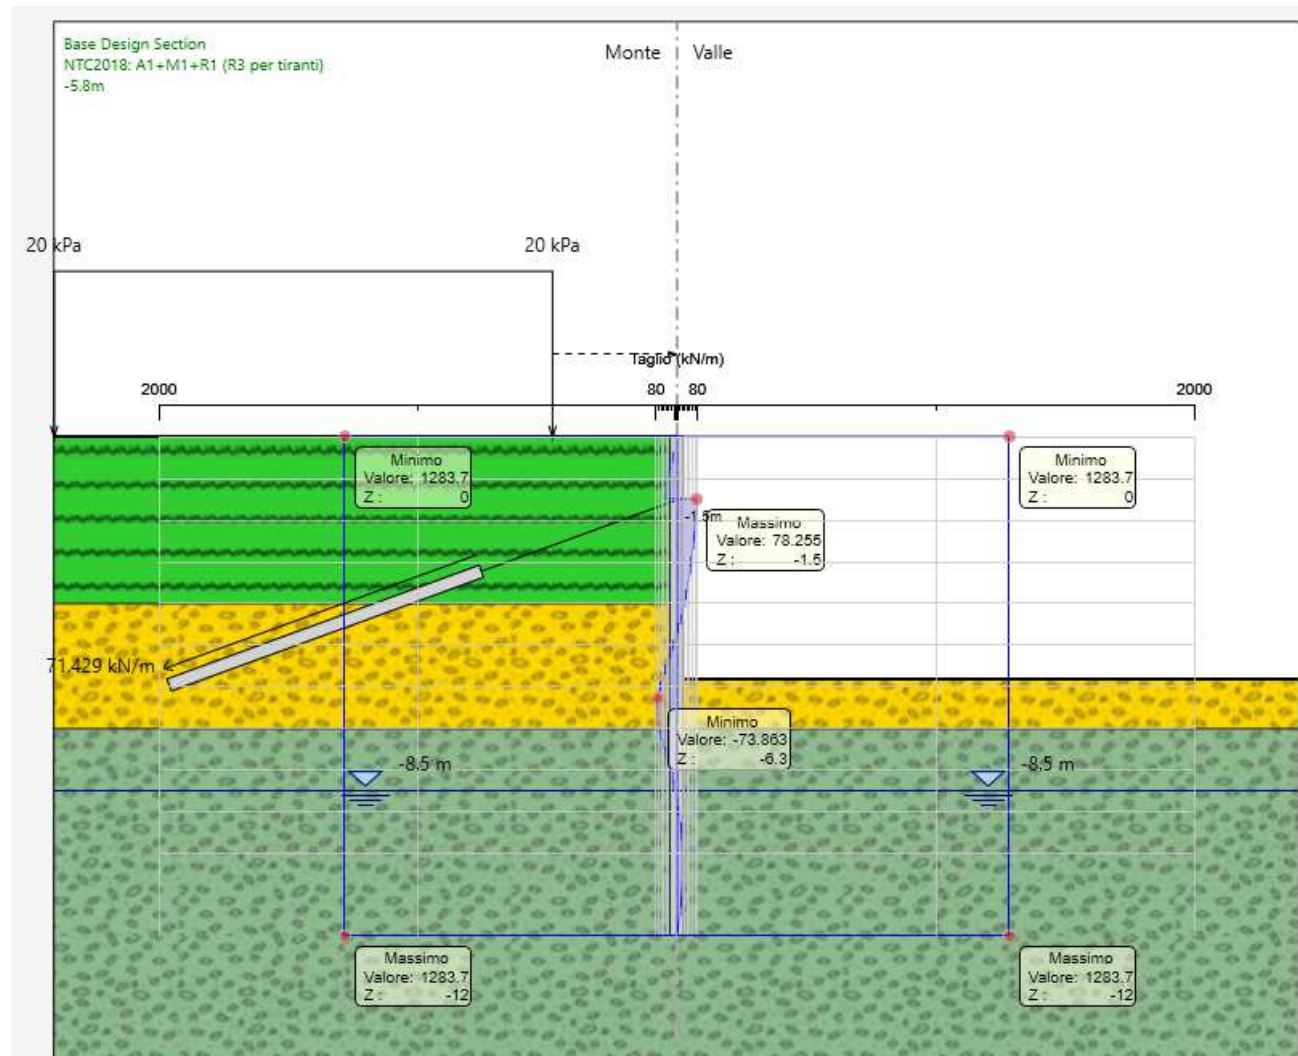 Base Design Section
NTC2018: A1+M1+R1 (R3 per tiranti)
-5.8m
Monte
Valle
20 kPa
20 kPa
Taglio (kN/m)
2000
80
80
2000
Minimo
Valore: 1283.7
Z : 0
Minimo
Valore: 1283.7
Z : 0
-1.5m
Massimo
Valore: 78.255
Z : -1.5
71.429 kN/m
Minimo
Valore: -73.863
Z : -6.3
-8.5 m
-8.5 m
Massimo
Valore: 1283.7
Z : -12
Massimo
Valore: 1283.7
Z : -12